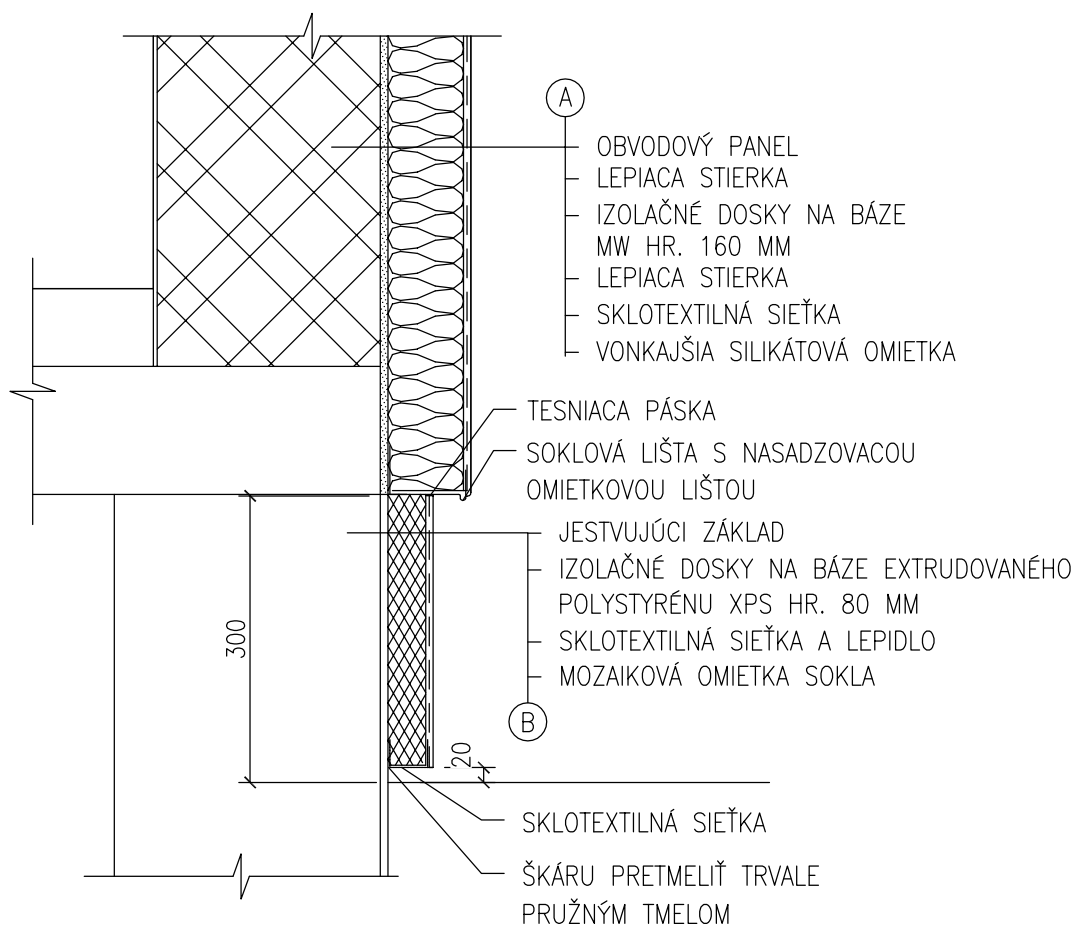 A
OBVODOVÝ PANEL
LEPIACA STIERKA
IZOLAČNÉ DOSKY NA BÁZE
MW HR. 160 MM
LEPIACA STIERKA
SKLOTEXTILNÁ SIEŤKA
VONKAJŠIA SILIKÁTOVÁ OMIETKA
TESNIACA PÁSKA
SOKLOVÁ LIŠTA S NASADZOVACOU
OMIETKOVOU LIŠTOU
JESTVUJÚCI ZÁKLAD
IZOLAČNÉ DOSKY NA BÁZE EXTRUDOVANÉHO
POLYSTYRÉNU XPS HR. 80 MM
SKLOTEXTILNÁ SIEŤKA A LEPIDLO
MOZAIKOVÁ OMIETKA SOKLA
B
300
20
SKLOTEXTILNÁ SIEŤKA
ŠKÁRU PRETMELIŤ TRVALE
PRUŽNÝM TMELOM